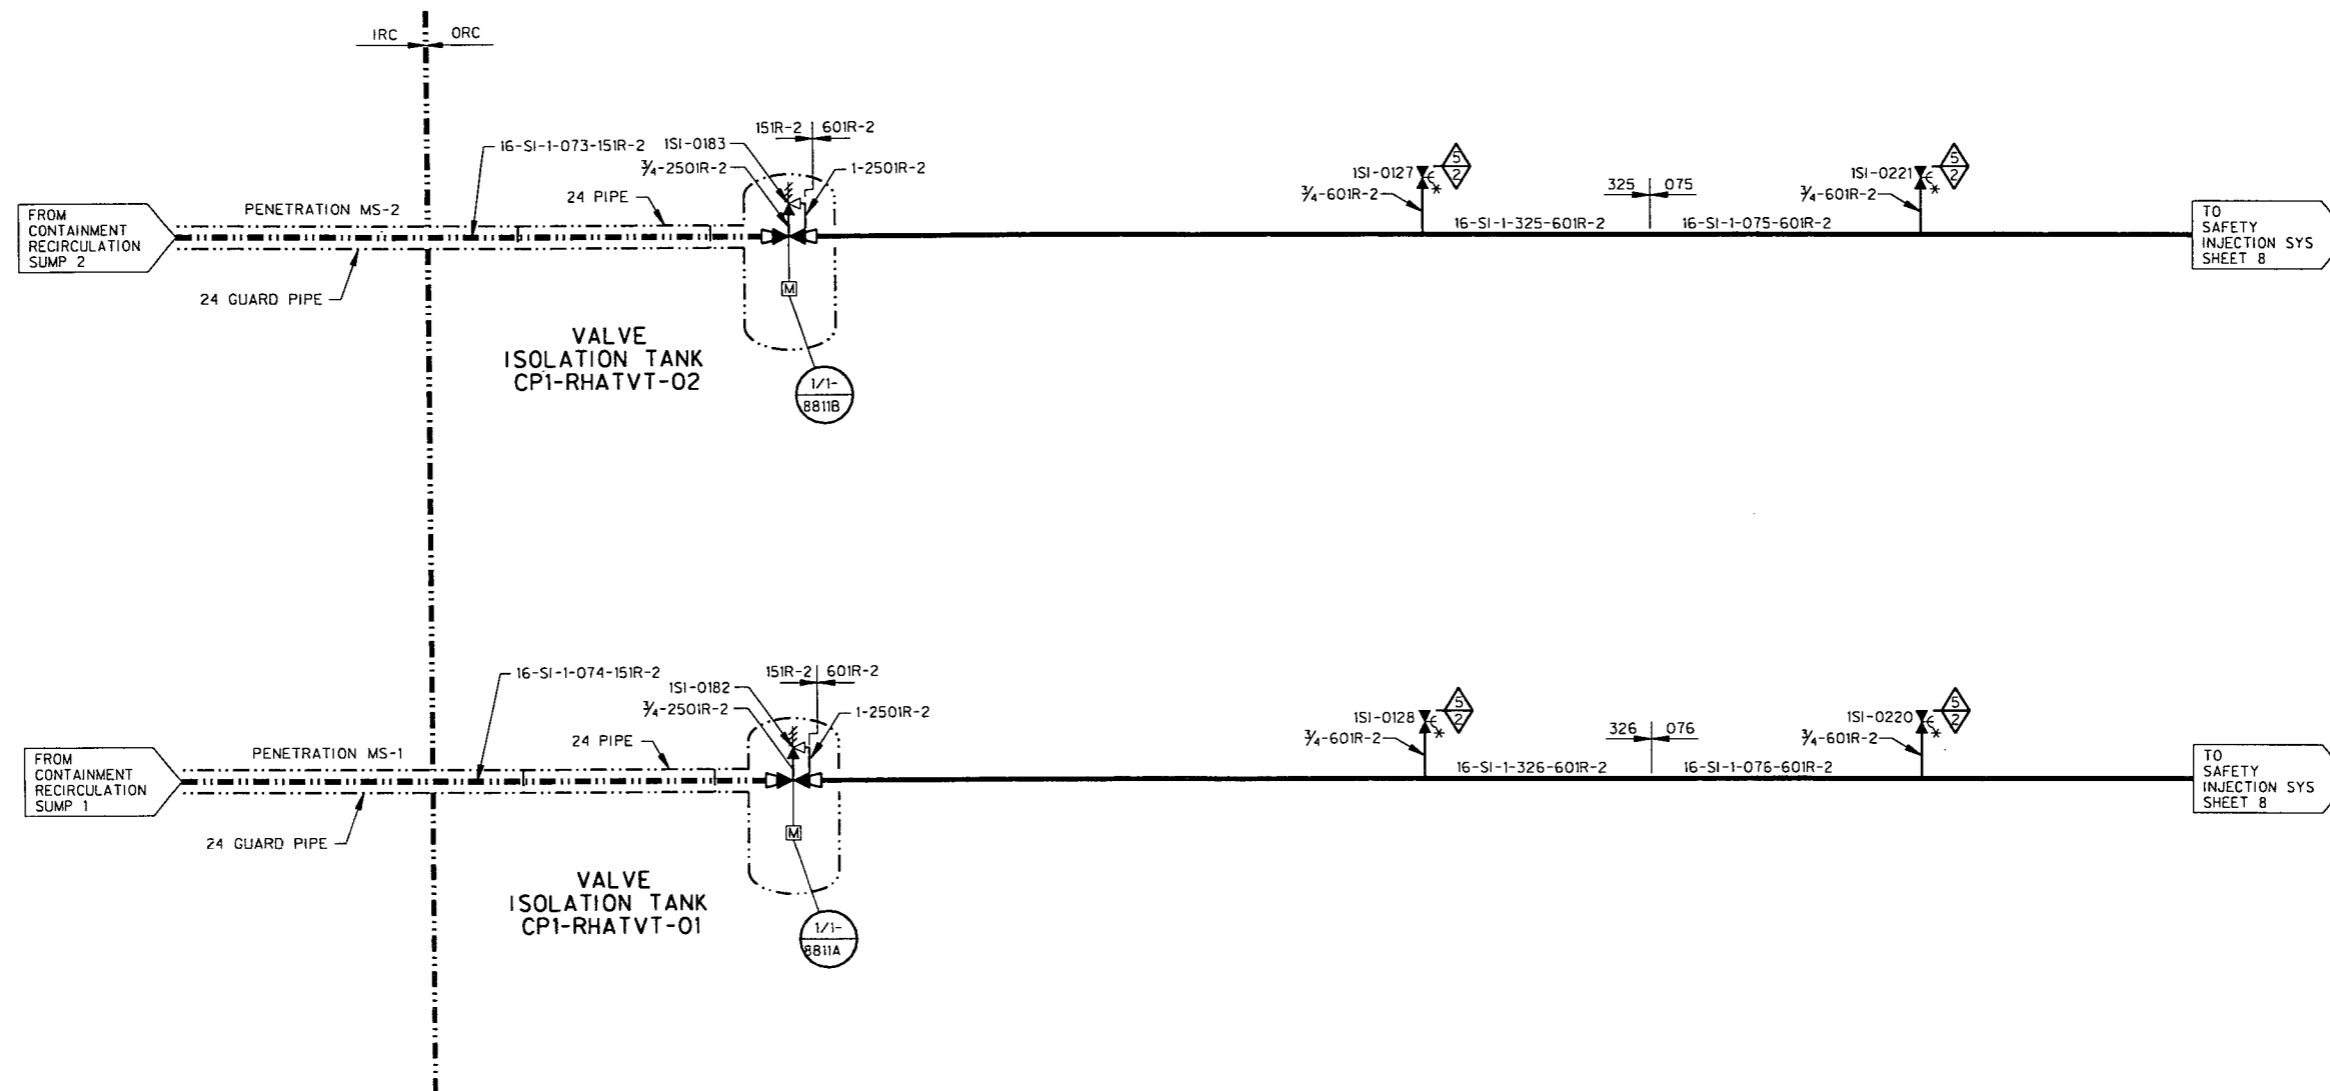 IRC ORC
151R-2 601R-2
16-SI-1-073-151R-2
1SI-0183
¾-2501R-2
1-2501R-2
24 PIPE
PENETRATION MS-2
FROM
CONTAINMENT
RECIRCULATION
SUMP 2
24 GUARD PIPE
M
VALVE
ISOLATION TANK
CP1-RHATVT-02
1/1-
8811B
1SI-0127
5
2
*
¾-601R-2
16-SI-1-325-601R-2
325 075
16-SI-1-075-601R-2
1SI-0221
5
2
*
¾-601R-2
TO
SAFETY
INJECTION SYS
SHEET 8
151R-2 601R-2
16-SI-1-074-151R-2
1SI-0182
¾-2501R-2
1-2501R-2
24 PIPE
PENETRATION MS-1
FROM
CONTAINMENT
RECIRCULATION
SUMP 1
24 GUARD PIPE
M
VALVE
ISOLATION TANK
CP1-RHATVT-01
1/1-
8811A
1SI-0128
5
2
*
¾-601R-2
16-SI-1-326-601R-2
326 076
16-SI-1-076-601R-2
1SI-0220
5
2
*
¾-601R-2
TO
SAFETY
INJECTION SYS
SHEET 8